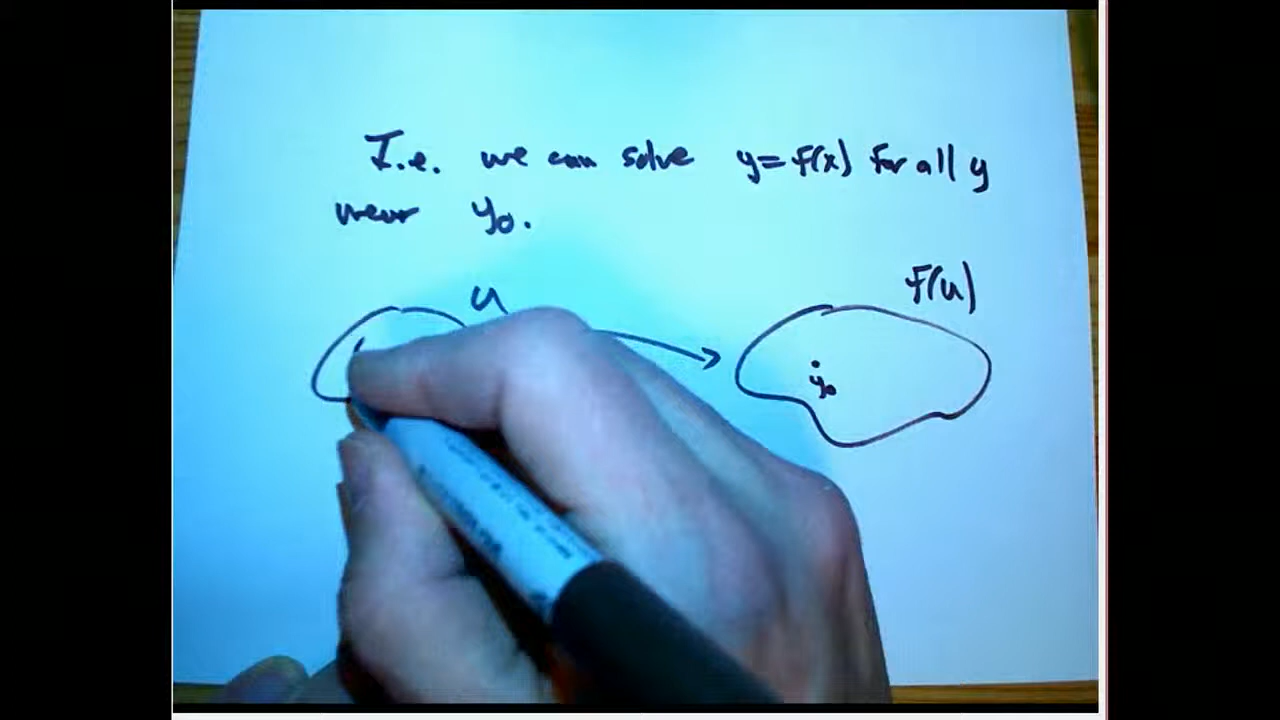 I.e. we can solve y=f(x) for all y
near y₀.
U
f(U)
y₀